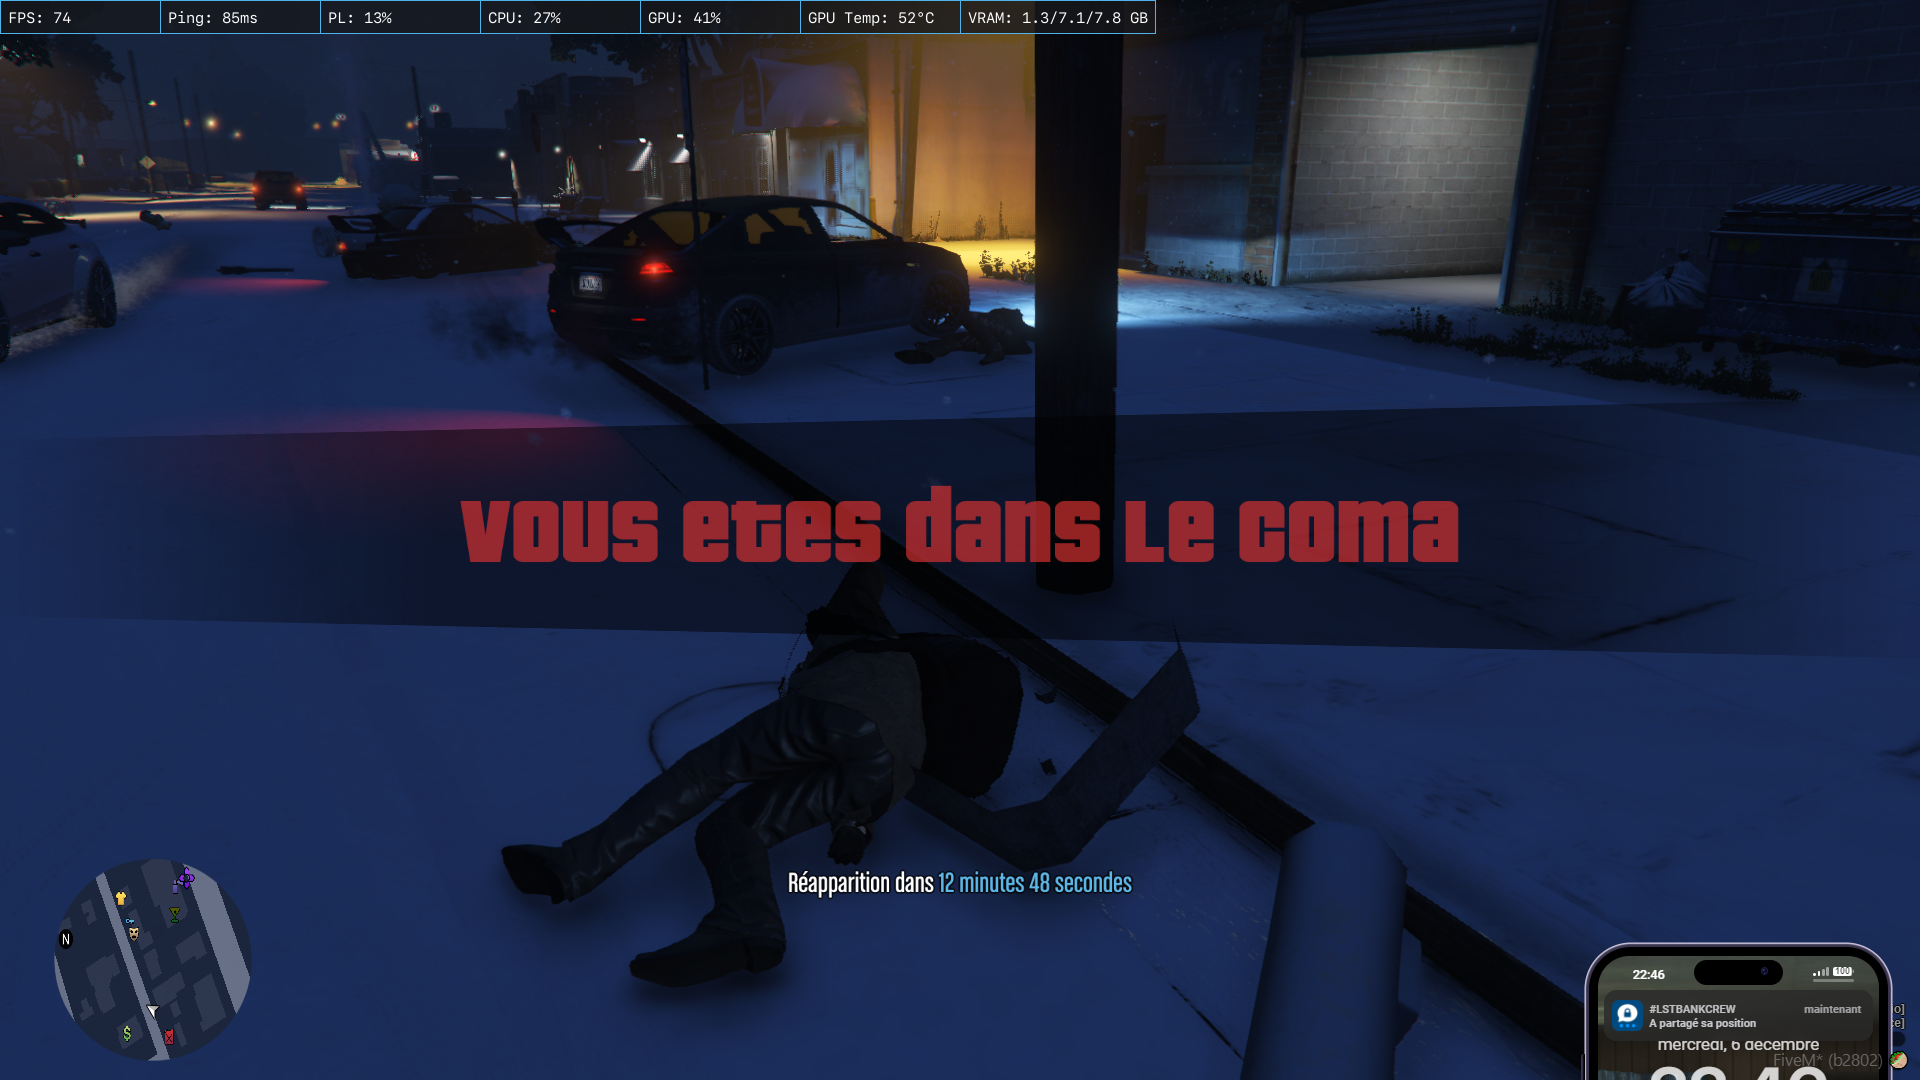 FPS: 74 Ping: 85ms PL: 13% CPU: 27% GPU: 41% GPU Temp: 52°C VRAM: 1.3/7.1/7.8 GB
vous etes dans le coma
Réapparition dans 12 minutes 48 secondes
N
22:46 100
#LSTBANKCREW maintenant
A partagé sa position
mercredi, 6 décembre
FiveM* (b2802)